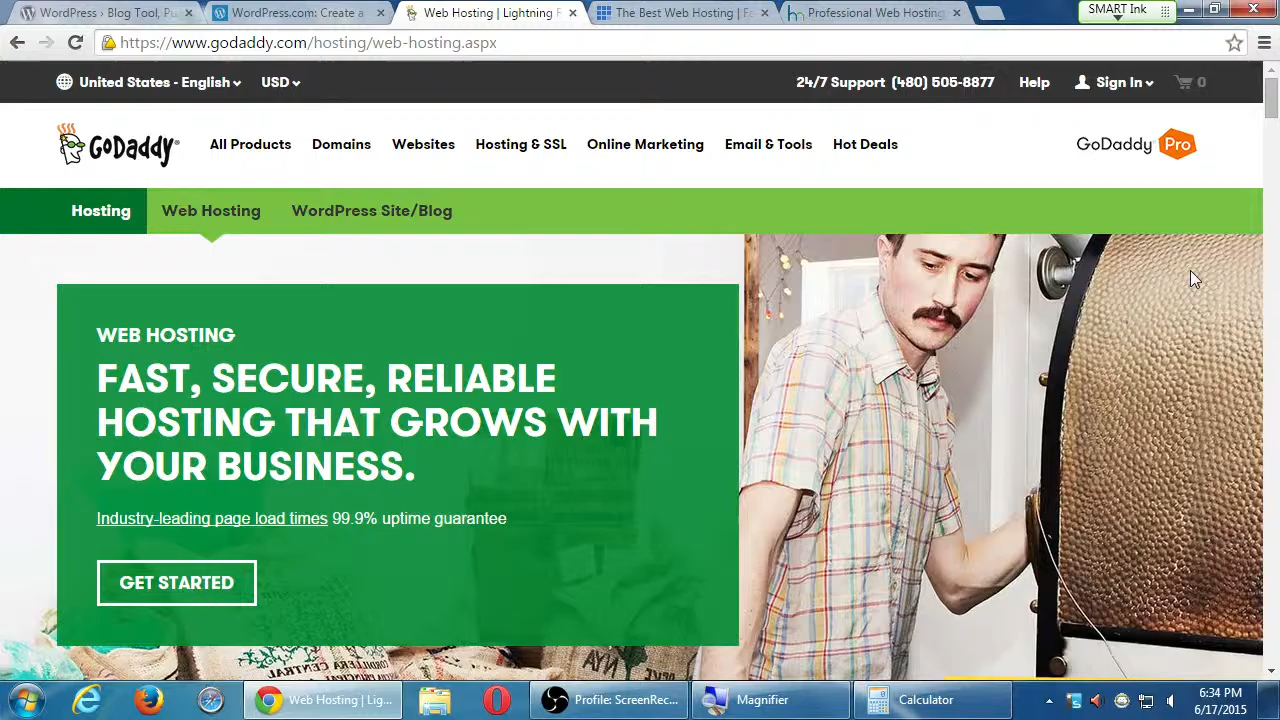 WordPress › Blog Tool, Pu
WordPress.com: Create a
Web Hosting | Lightning F
The Best Web Hosting | Fa
Professional Web Hosting
SMART Ink
https://www.godaddy.com/hosting/web-hosting.aspx
United States - English
USD
24/7 Support (480) 505-8877
Help
Sign In
0
GoDaddy
All Products
Domains
Websites
Hosting & SSL
Online Marketing
Email & Tools
Hot Deals
GoDaddy Pro
Hosting
Web Hosting
WordPress Site/Blog
WEB HOSTING
FAST, SECURE, RELIABLE
HOSTING THAT GROWS WITH
YOUR BUSINESS.
Industry-leading page load times 99.9% uptime guarantee
GET STARTED
Web Hosting | Lig...
Profile: ScreenRec...
Magnifier
Calculator
6:34 PM
6/17/2015